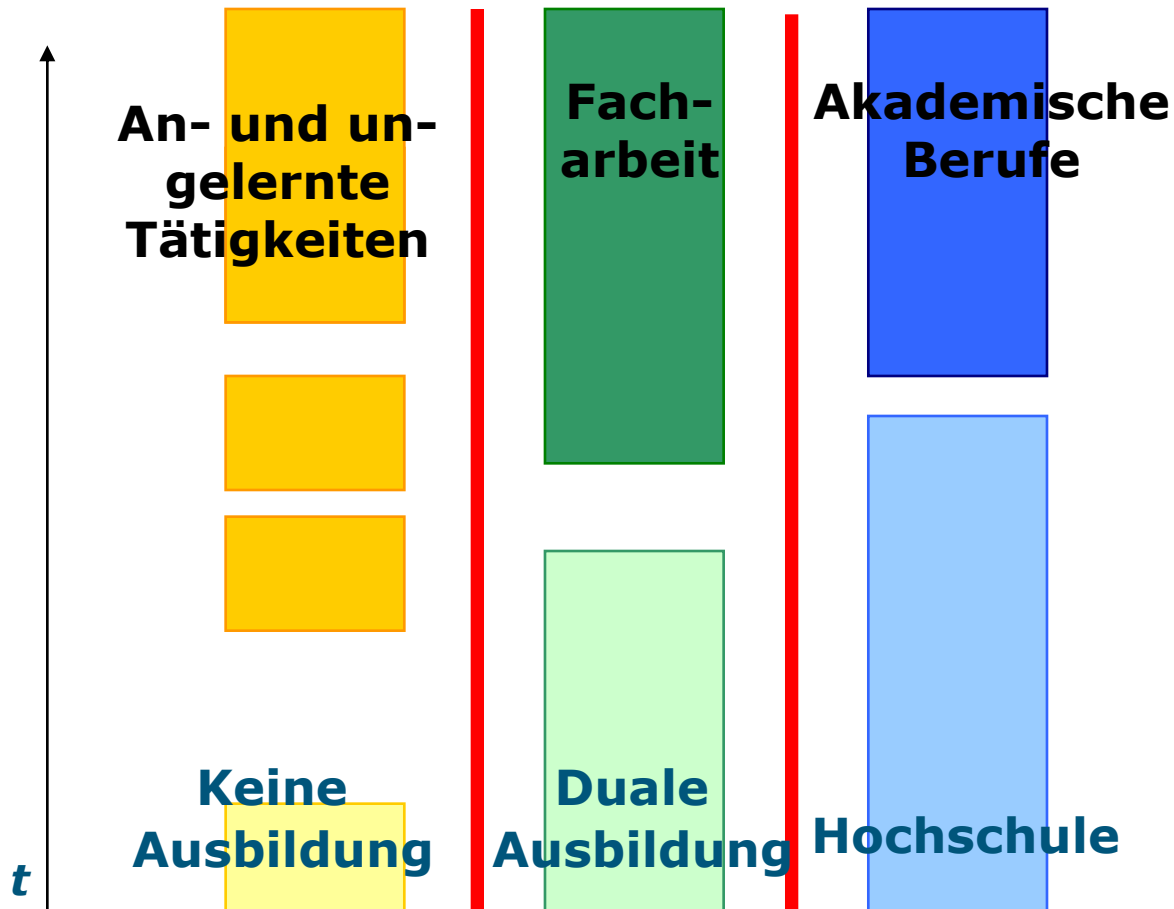 An- und un-
gelernte
Tätigkeiten
Fach-
arbeit
Akademische
Berufe
Keine
Ausbildung
Duale
Ausbildung
Hochschule
t